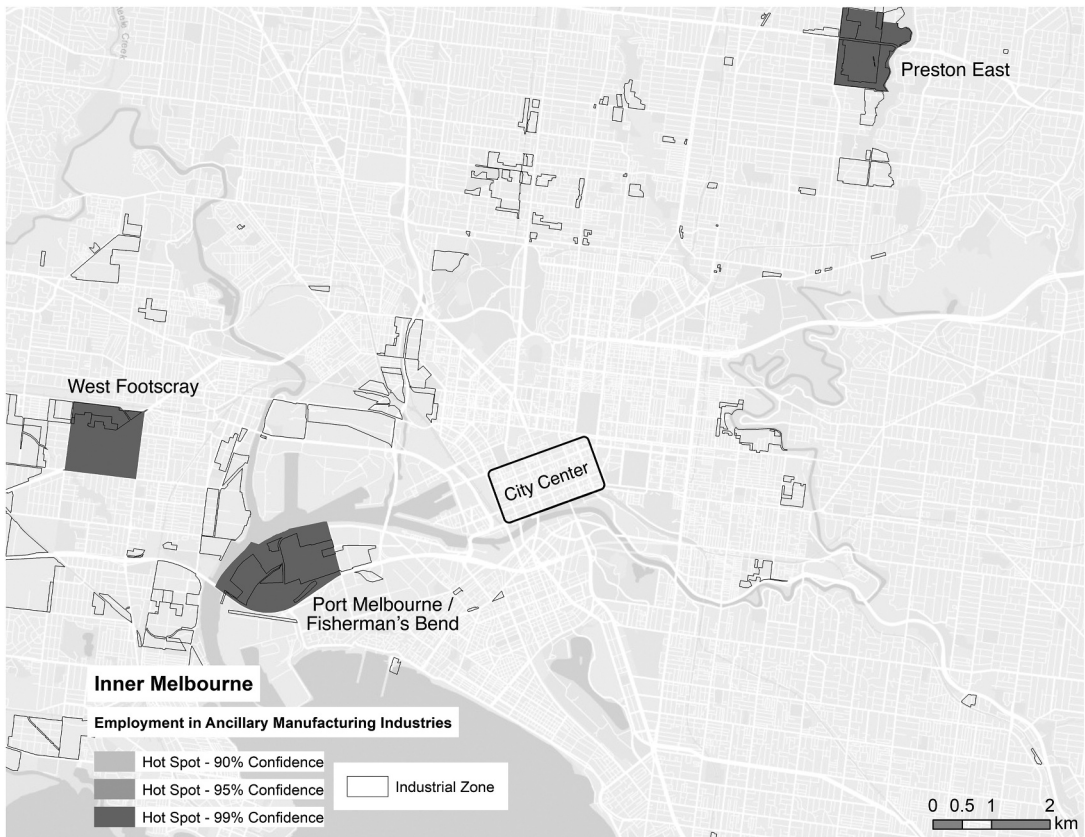 Preston East
West Footscray
City Center
Port Melbourne /
Fisherman's Bend
Inner Melbourne
Employment in Ancillary Manufacturing Industries
Hot Spot - 90% Confidence
Hot Spot - 95% Confidence
Hot Spot - 99% Confidence
Industrial Zone
0 0.5 1 2
km